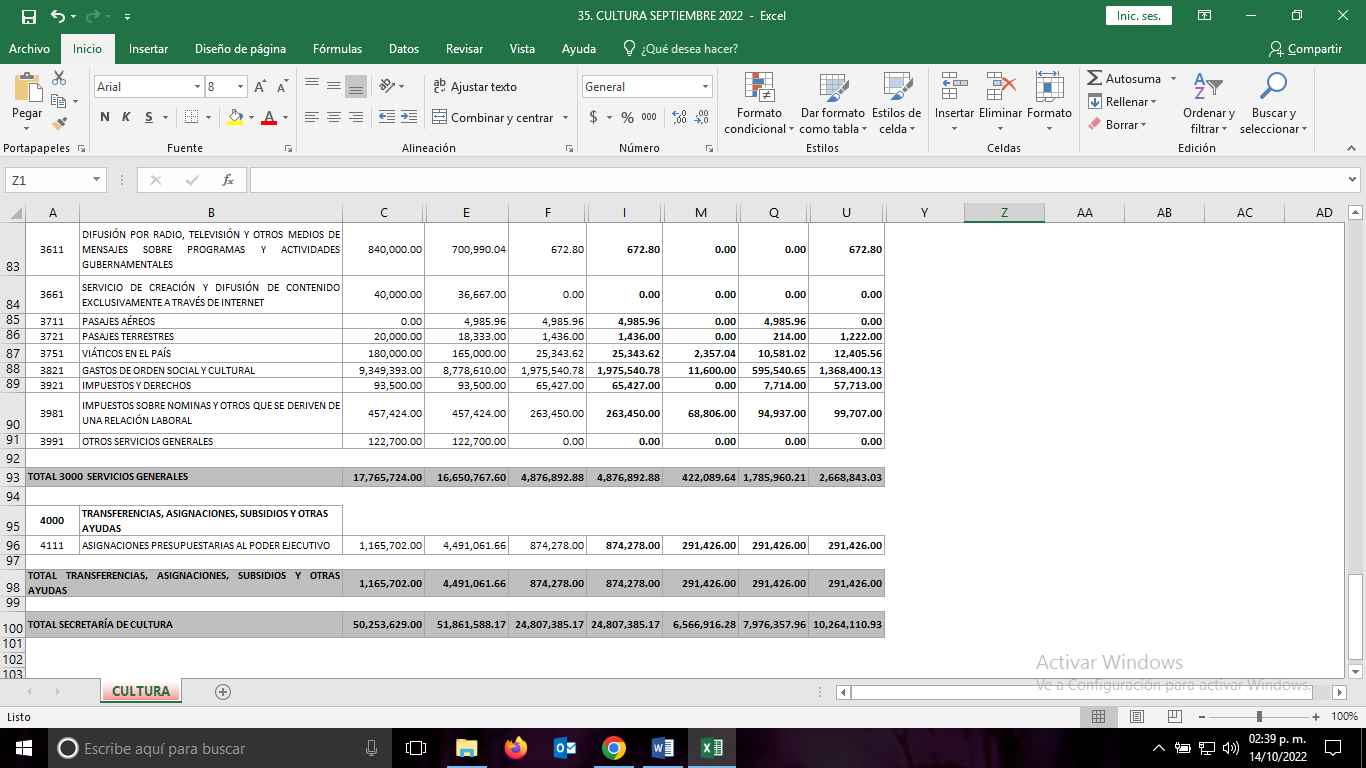 35. CULTURA SEPTIEMBRE 2022 - Excel
Inic. ses.
Archivo Inicio Insertar Diseño de página Fórmulas Datos Revisar Vista Ayuda ¿Qué desea hacer? Compartir
Pegar
Arial 8
N K S
Ajustar texto
Combinar y centrar
General
$ % 000
Formato condicional
Dar formato como tabla
Estilos de celda
Insertar Eliminar Formato
Autosuma
Rellenar
Borrar
Ordenar y filtrar
Buscar y seleccionar
Portapapeles Fuente Alineación Número Estilos Celdas Edición
Z1 fx
A B C E F I M Q U Y Z AA AB AC AD
DIFUSIÓN POR RADIO, TELEVISIÓN Y OTROS MEDIOS DE
83 3611 MENSAJES SOBRE PROGRAMAS Y ACTIVIDADES 840,000.00 700,990.04 672.80 672.80 0.00 0.00 672.80
GUBERNAMENTALES
SERVICIO DE CREACIÓN Y DIFUSIÓN DE CONTENIDO
84 3661 EXCLUSIVAMENTE A TRAVÉS DE INTERNET 40,000.00 36,667.00 0.00 0.00 0.00 0.00 0.00
85 3711 PASAJES AÉREOS 0.00 4,985.96 4,985.96 4,985.96 0.00 4,985.96 0.00
86 3721 PASAJES TERRESTRES 20,000.00 18,333.00 1,436.00 1,436.00 0.00 214.00 1,222.00
87 3751 VIÁTICOS EN EL PAÍS 180,000.00 165,000.00 25,343.62 25,343.62 2,357.04 10,581.02 12,405.56
88 3821 GASTOS DE ORDEN SOCIAL Y CULTURAL 9,349,393.00 8,778,610.00 1,975,540.78 1,975,540.78 11,600.00 595,540.65 1,368,400.13
89 3921 IMPUESTOS Y DERECHOS 93,500.00 93,500.00 65,427.00 65,427.00 0.00 7,714.00 57,713.00
IMPUESTOS SOBRE NOMINAS Y OTROS QUE SE DERIVEN DE
90 3981 UNA RELACIÓN LABORAL 457,424.00 457,424.00 263,450.00 263,450.00 68,806.00 94,937.00 99,707.00
91 3991 OTROS SERVICIOS GENERALES 122,700.00 122,700.00 0.00 0.00 0.00 0.00 0.00
92
93 TOTAL 3000 SERVICIOS GENERALES 17,765,724.00 16,650,767.60 4,876,892.88 4,876,892.88 422,089.64 1,785,960.21 2,668,843.03
94
95 4000 TRANSFERENCIAS, ASIGNACIONES, SUBSIDIOS Y OTRAS
AYUDAS
96 4111 ASIGNACIONES PRESUPUESTARIAS AL PODER EJECUTIVO 1,165,702.00 4,491,061.66 874,278.00 874,278.00 291,426.00 291,426.00 291,426.00
97
98 TOTAL TRANSFERENCIAS, ASIGNACIONES, SUBSIDIOS Y OTRAS
AYUDAS 1,165,702.00 4,491,061.66 874,278.00 874,278.00 291,426.00 291,426.00 291,426.00
99
100 TOTAL SECRETARÍA DE CULTURA 50,253,629.00 51,861,588.17 24,807,385.17 24,807,385.17 6,566,916.28 7,976,357.96 10,264,110.93
101
102
103
Activar Windows
Ve a Configuración para activar Windows.
CULTURA
Listo 100%
Escribe aquí para buscar
02:39 p. m.
14/10/2022